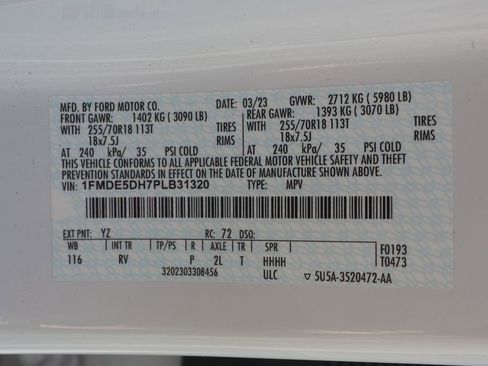 MFD. BY FORD MOTOR CO. DATE: 03/23 GVWR: 2712 KG ( 5980 LB)
FRONT GAWR: 1402 KG ( 3090 LB) REAR GAWR: 1393 KG ( 3070 LB)
WITH 255/70R18 113T TIRES WITH 255/70R18 113T TIRES
18x7.5J RIMS 18x7.5J RIMS
AT 240 kPa/ 35 PSI COLD AT 240 kPa/ 35 PSI COLD
THIS VEHICLE CONFORMS TO ALL APPLICABLE FEDERAL MOTOR VEHICLE SAFETY AND THEFT PREVENTION
STANDARDS IN EFFECT ON THE DATE OF MANUFACTURE SHOWN ABOVE.
VIN: 1FMDE5DH7PLB31320 TYPE: MPV
EXT PNT: YZ RC: 72 DSO:
WB INT TR TP/PS R AXLE TR SPR F0193
116 RV P 2L T HHHH T0473
3202303308456 ULC ▽ 5U5A-3520472-AA